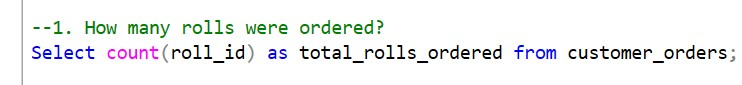 --1. How many rolls were ordered?
Select count(roll_id) as total_rolls_ordered from customer_orders;